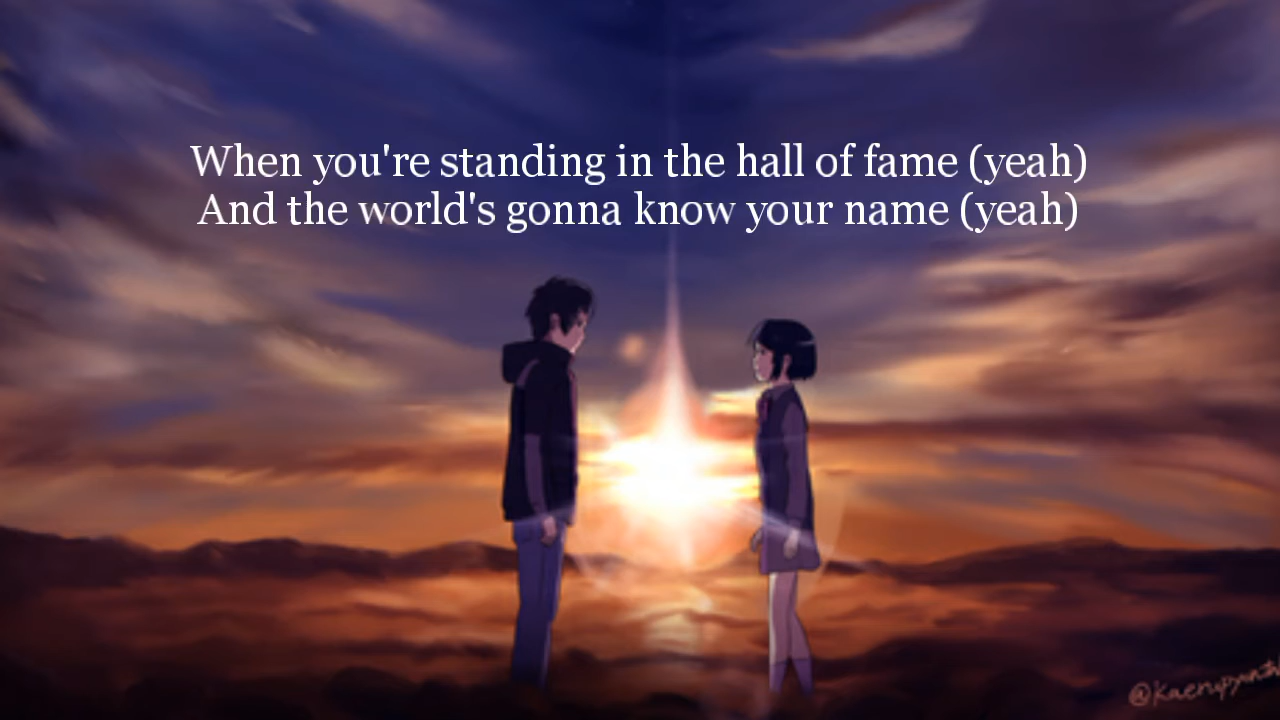 When you're standing in the hall of fame (yeah)
And the world's gonna know your name (yeah)